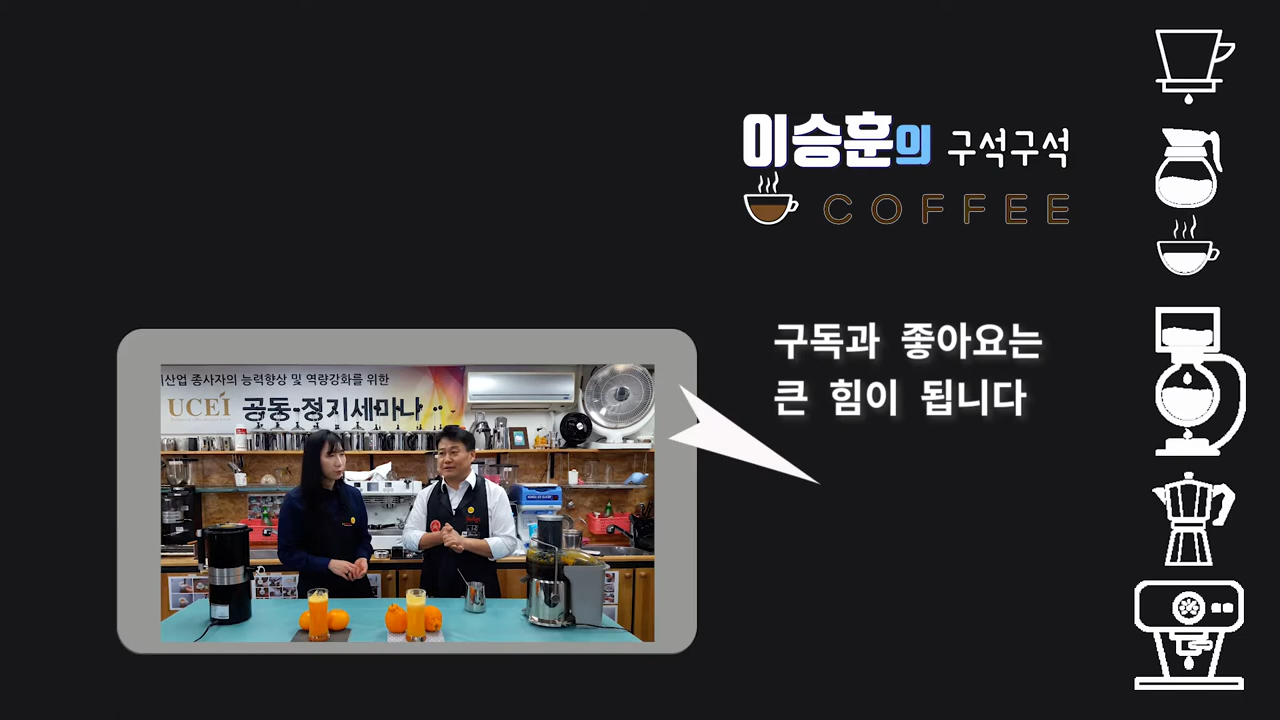 이승훈의 구석구석
COFFEE
구독과 좋아요는
큰 힘이 됩니다
산업 종사자의 능력향상 및 역량강화를 위한
UCEI 공동-정기세미나